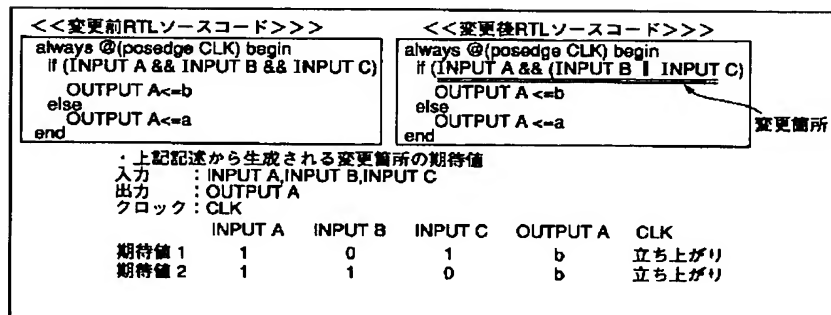 <<変更前RTLソースコード>>>
always @(posedge CLK) begin
if (INPUT A && INPUT B && INPUT C)
OUTPUT A<=b
else
OUTPUT A<=a
end
<<変更後RTLソースコード>>>
always @(posedge CLK) begin
if (INPUT A && (INPUT B || INPUT C)
OUTPUT A <=b
else
OUTPUT A <=a
end
変更箇所
・上記記述から生成される変更箇所の期待値
入力 : INPUT A,INPUT B,INPUT C
出力 : OUTPUT A
クロック : CLK
INPUT A INPUT B INPUT C OUTPUT A CLK
期待値 1 1 0 1 b 立ち上がり
期待値 2 1 1 0 b 立ち上がり